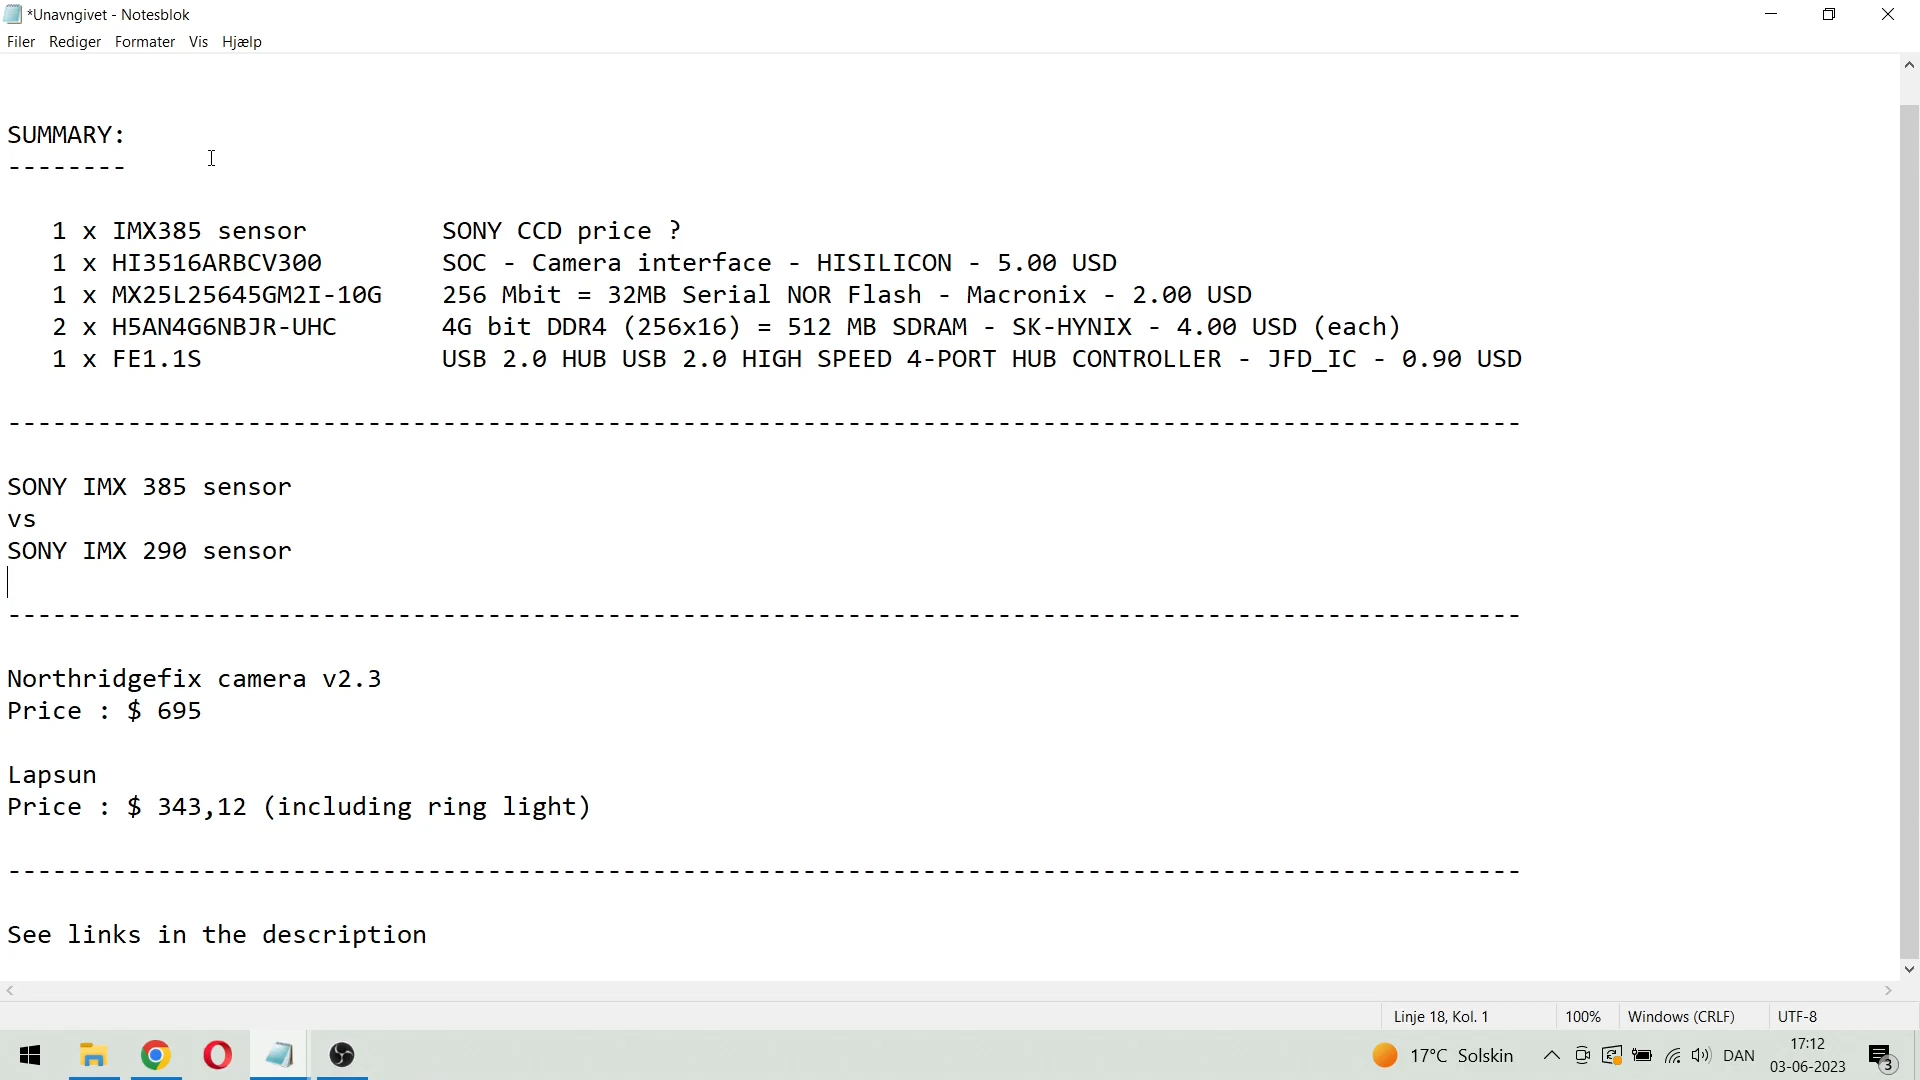 *Unavngivet - Notesblok
Filer Rediger Formater Vis Hjælp
SUMMARY:
--------
1 x IMX385 sensor SONY CCD price ?
1 x HI3516ARBCV300 SOC - Camera interface - HISILICON - 5.00 USD
1 x MX25L25645GM2I-10G 256 Mbit = 32MB Serial NOR Flash - Macronix - 2.00 USD
2 x H5AN4G6NBJR-UHC 4G bit DDR4 (256x16) = 512 MB SDRAM - SK-HYNIX - 4.00 USD (each)
1 x FE1.1S USB 2.0 HUB USB 2.0 HIGH SPEED 4-PORT HUB CONTROLLER - JFD_IC - 0.90 USD
-----------------------------------------------------------------------------------------------------
SONY IMX 385 sensor
vs
SONY IMX 290 sensor
-----------------------------------------------------------------------------------------------------
Northridgefix camera v2.3
Price : $ 695
Lapsun
Price : $ 343,12 (including ring light)
-----------------------------------------------------------------------------------------------------
See links in the description
Linje 18, Kol. 1 100% Windows (CRLF) UTF-8
17°C Solskin DAN 17:12
03-06-2023 3